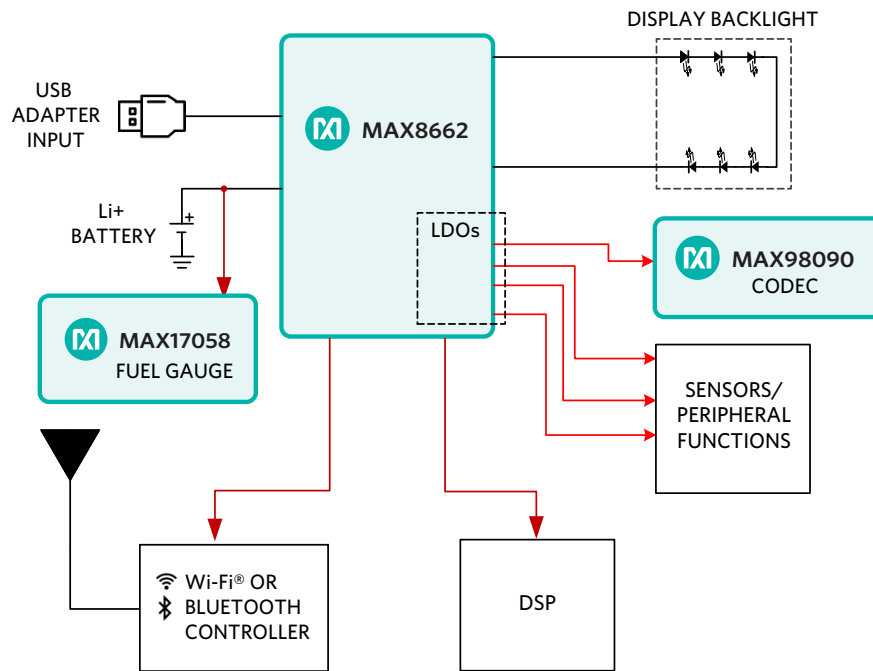 DISPLAY BACKLIGHT
USB
ADAPTER
INPUT
MAX8662
Li+
BATTERY
+
LDOs
MAX98090
CODEC
MAX17058
FUEL GAUGE
SENSORS/
PERIPHERAL
FUNCTIONS
Wi-Fi® OR
BLUETOOTH
CONTROLLER
DSP